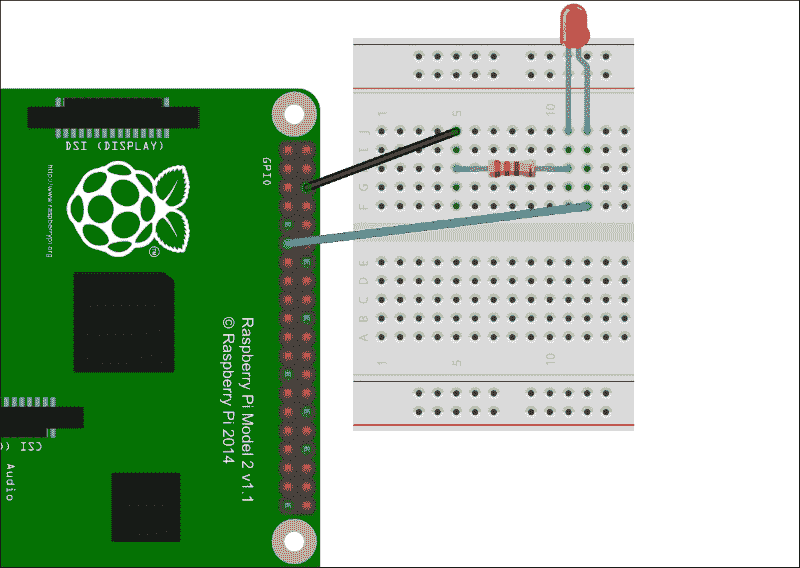 DSI (DISPLAY)
GPIO
http://www.raspberrypi.org
Raspberry Pi Model 2 v1.1
© Raspberry Pi 2014
Audio
1
5
10
J
I
G
F
E
D
C
B
A
1
5
10